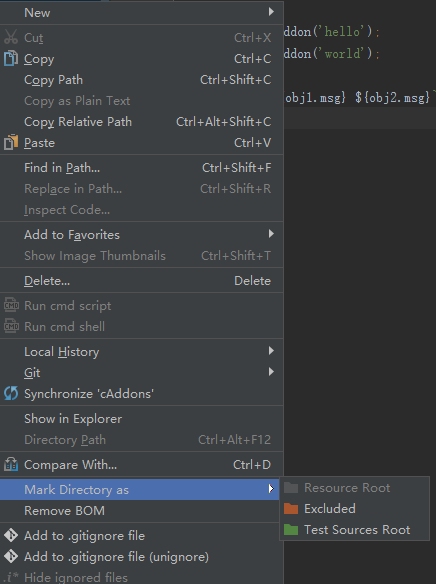 New
Cut Ctrl+X
Copy Ctrl+C
Copy Path Ctrl+Shift+C
Copy as Plain Text
Copy Relative Path Ctrl+Alt+Shift+C
Paste Ctrl+V
Find in Path... Ctrl+Shift+F
Replace in Path... Ctrl+Shift+R
Inspect Code...
Add to Favorites
Show Image Thumbnails Ctrl+Shift+T
Delete... Delete
Run cmd script
Run cmd shell
Local History
Git
Synchronize 'cAddons'
Show in Explorer
Directory Path Ctrl+Alt+F12
Compare With... Ctrl+D
Mark Directory as
Remove BOM
Add to .gitignore file
Add to .gitignore file (unignore)
Hide ignored files
ddon('hello');
ddon('world');
obj1.msg} ${obj2.msg}`
Resource Root
Excluded
Test Sources Root